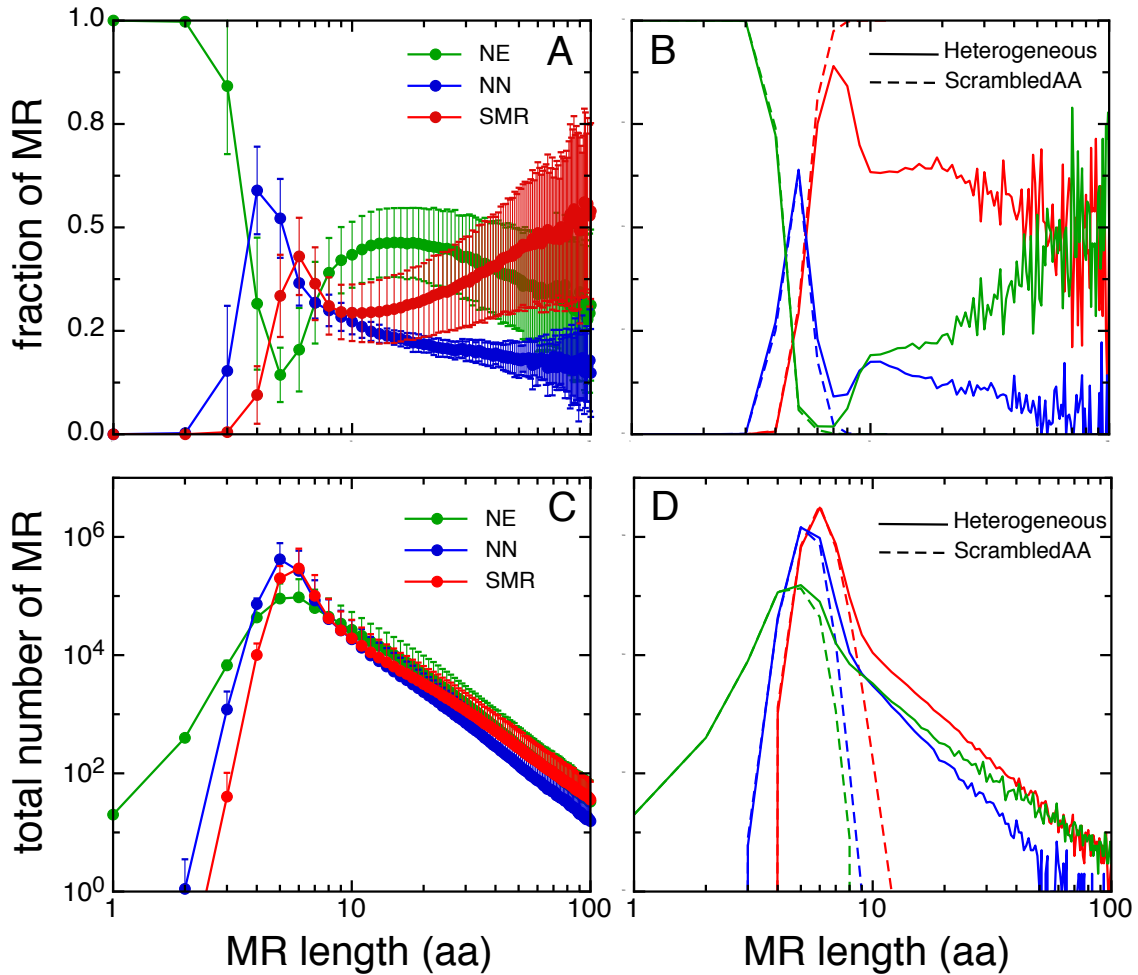 A
B
NE
NN
SMR
Heterogeneous
ScrambledAA
fraction of MR
1.0
0.8
0.5
0.2
0.0
C
D
NE
NN
SMR
Heterogeneous
ScrambledAA
total number of MR
10^6
10^4
10^2
10^0
1
10
100
1
10
100
MR length (aa)
MR length (aa)